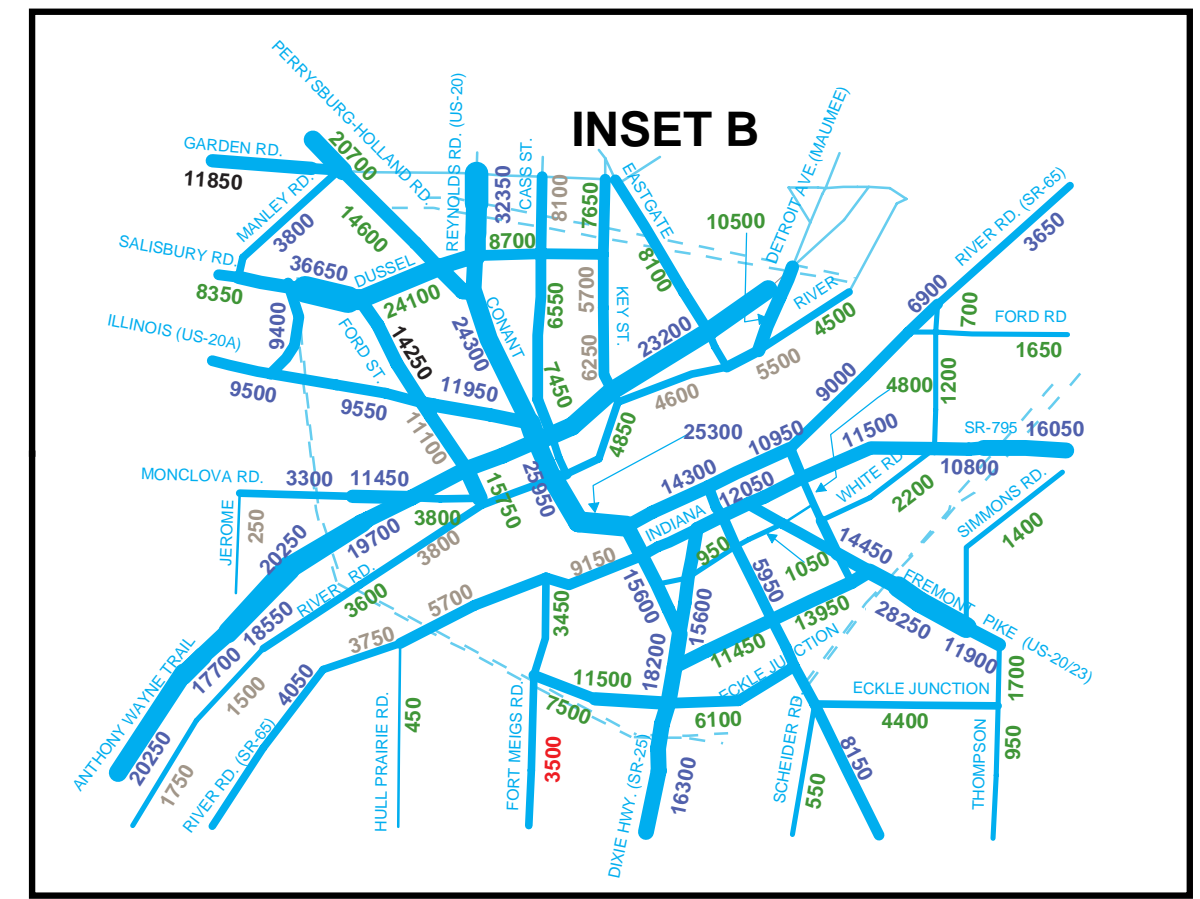 INSET B
PERRYSBURG-HOLLAND RD.
20700
GARDEN RD.
11850
MANLEY RD.
3800
14600
REYNOLDS RD. (US-20)
32350
CASS ST.
8100
7650
EASTGATE
8100
10500
DETROIT AVE.(MAUMEE)
RIVER RD. (SR-65)
3650
SALISBURY RD.
8350
36650
DUSSEL
24100
8700
5700
6900
700
FORD RD
1650
ILLINOIS (US-20A)
9400
FORD ST.
14250
CONANT
24300
6550
KEY ST.
6250
23200
RIVER
4500
5500
9500
9550
11950
7450
4600
9000
4800
1200
11100
4850
25300
10950
11500
SR-795
16050
MONCLOVA RD.
3300
11450
15750
25950
14300
12050
WHITE RD
10800
2200
SIMMONS RD.
1400
JEROME
250
3800
3800
INDIANA
950
20250
19700
9150
1050
14450
RIVER RD.
3600
5700
3450
15600
15600
5950
13950
FREMONT PIKE (US-20/23)
28250
11900
18550
3750
11450
ANTHONY WAYNE TRAIL
17700
1500
4050
11500
18200
ECKLE JUNCTION
ECKLE JUNCTION
1700
20250
1750
RIVER RD. (SR-65)
HULL PRAIRIE RD.
450
FORT MEIGS RD.
7500
3500
6100
4400
DIXIE HWY. (SR-25)
16300
SCHEIDER RD.
550
8150
THOMPSON
950